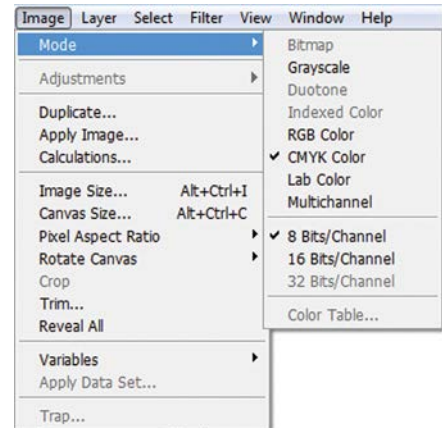 Image Layer Select Filter View Window Help
Mode
Adjustments
Duplicate...
Apply Image...
Calculations...
Image Size... Alt+Ctrl+I
Canvas Size... Alt+Ctrl+C
Pixel Aspect Ratio
Rotate Canvas
Crop
Trim...
Reveal All
Variables
Apply Data Set...
Trap...
Bitmap
Grayscale
Duotone
Indexed Color
RGB Color
✔ CMYK Color
Lab Color
Multichannel
✔ 8 Bits/Channel
16 Bits/Channel
32 Bits/Channel
Color Table...